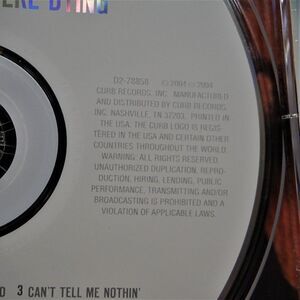 ERE DYING
D2-78858 ℗2004 ©2004
CURB RECORDS, INC. MANUFACTURED
AND DISTRIBUTED BY CURB RECORDS,
INC. NASHVILLE, TN 37203. PRINTED IN
THE USA. THE CURB LOGO IS REGIS-
TERED IN THE USA AND CERTAIN OTHER
COUNTRIES THROUGHOUT THE WORLD.
WARNING: ALL RIGHTS RESERVED.
UNAUTHORIZED DUPLICATION, REPRO-
DUCTION, HIRING, LENDING, PUBLIC
PERFORMANCE, TRANSMITTING AND/OR
BROADCASTING IS PROHIBITED AND A
VIOLATION OF APPLICABLE LAWS.
D 3 CAN'T TELL ME NOTHIN'